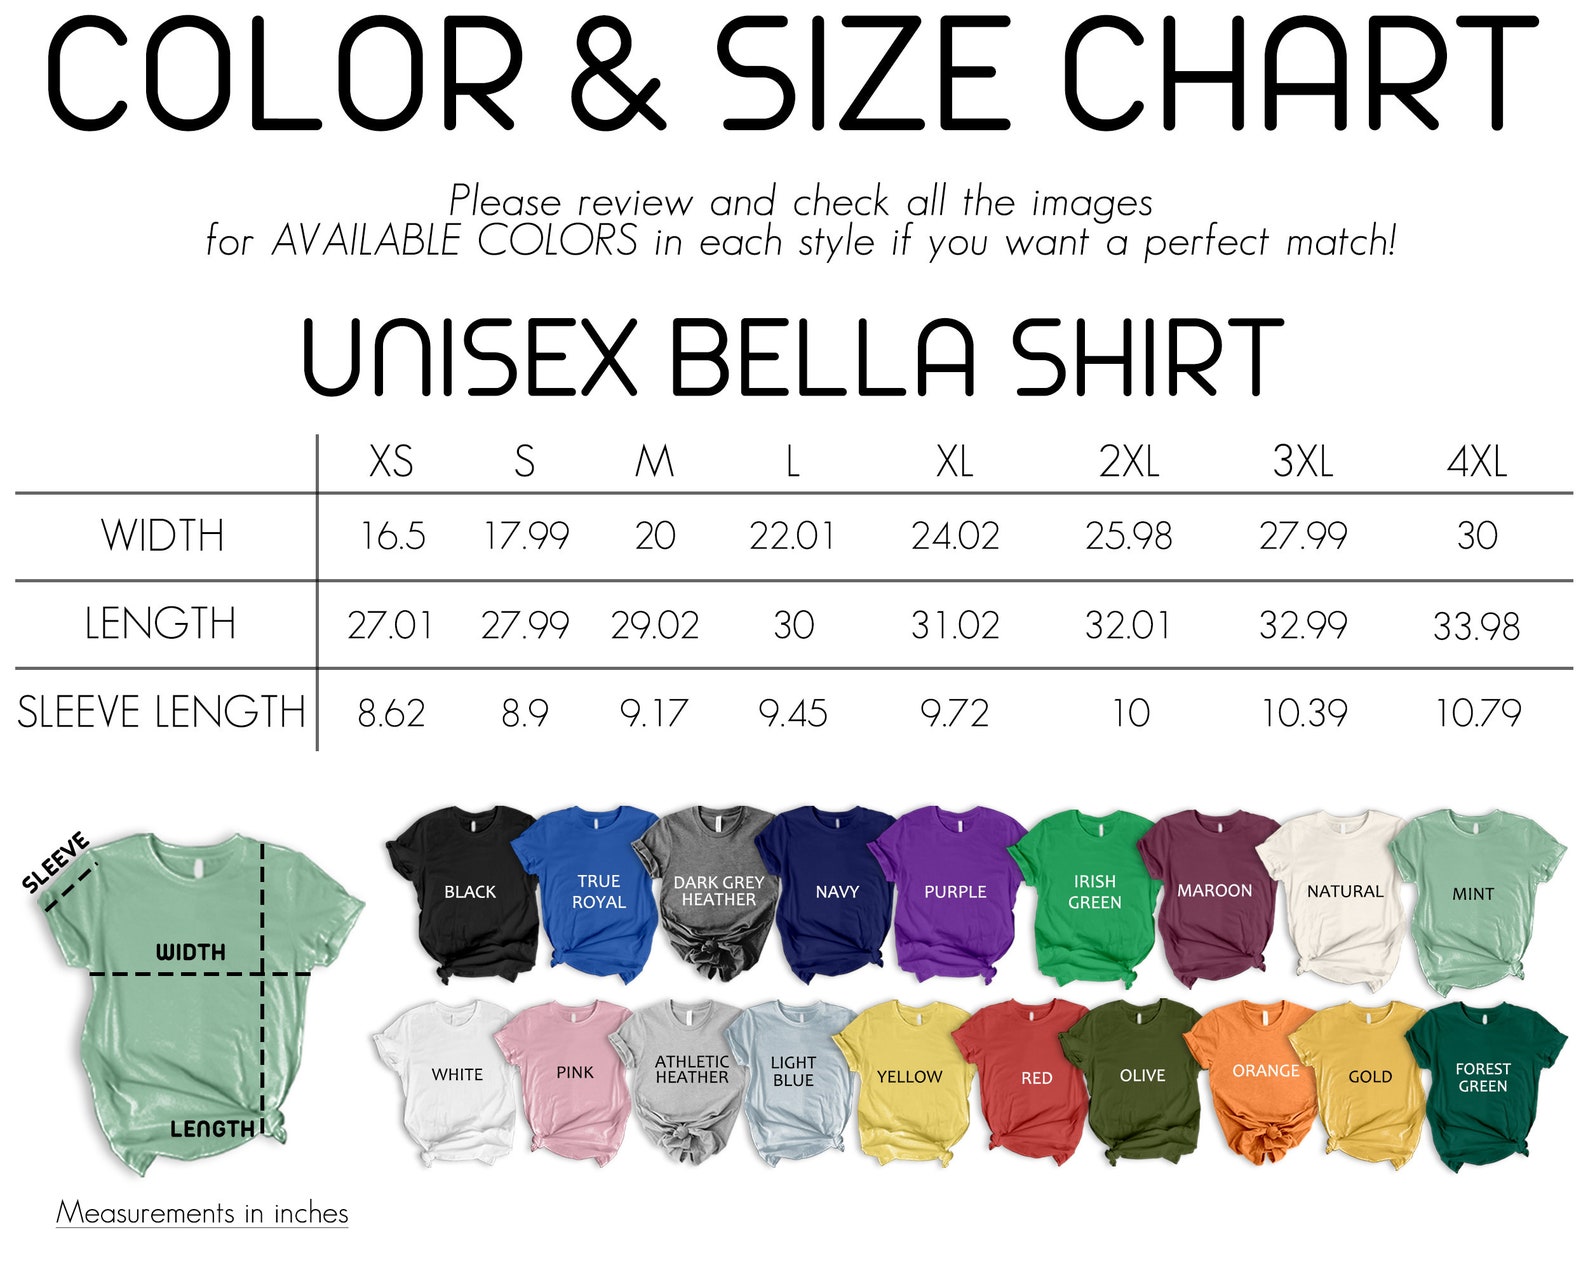 COLOR & SIZE CHART
Please review and check all the images
for AVAILABLE COLORS in each style if you want a perfect match!
UNISEX BELLA SHIRT
XS S M L XL 2XL 3XL 4XL
WIDTH 16.5 17.99 20 22.01 24.02 25.98 27.99 30
LENGTH 27.01 27.99 29.02 30 31.02 32.01 32.99 33.98
SLEEVE LENGTH 8.62 8.9 9.17 9.45 9.72 10 10.39 10.79
SLEEVE
WIDTH
LENGTH
Measurements in inches
BLACK
TRUE
ROYAL
DARK GREY
HEATHER
NAVY
PURPLE
IRISH
GREEN
MAROON
NATURAL
MINT
WHITE
PINK
ATHLETIC
HEATHER
LIGHT
BLUE
YELLOW
RED
OLIVE
ORANGE
GOLD
FOREST
GREEN